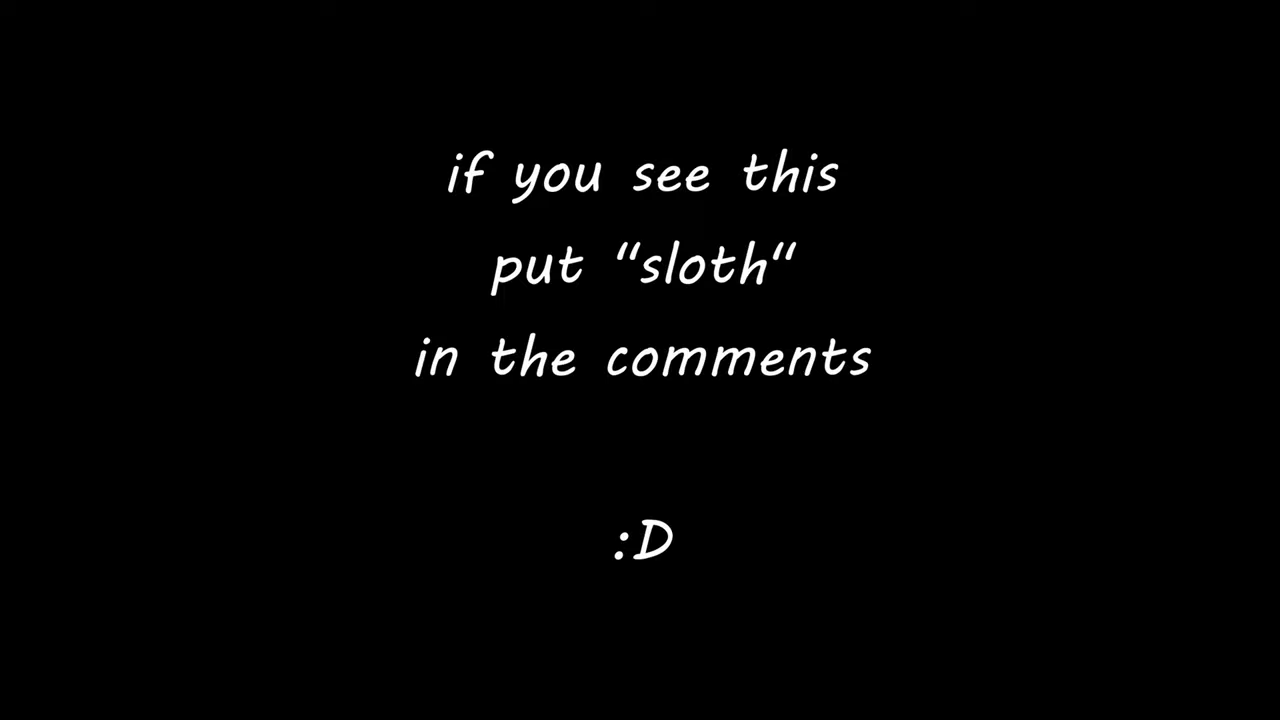 if you see this
put “sloth“
in the comments
:D